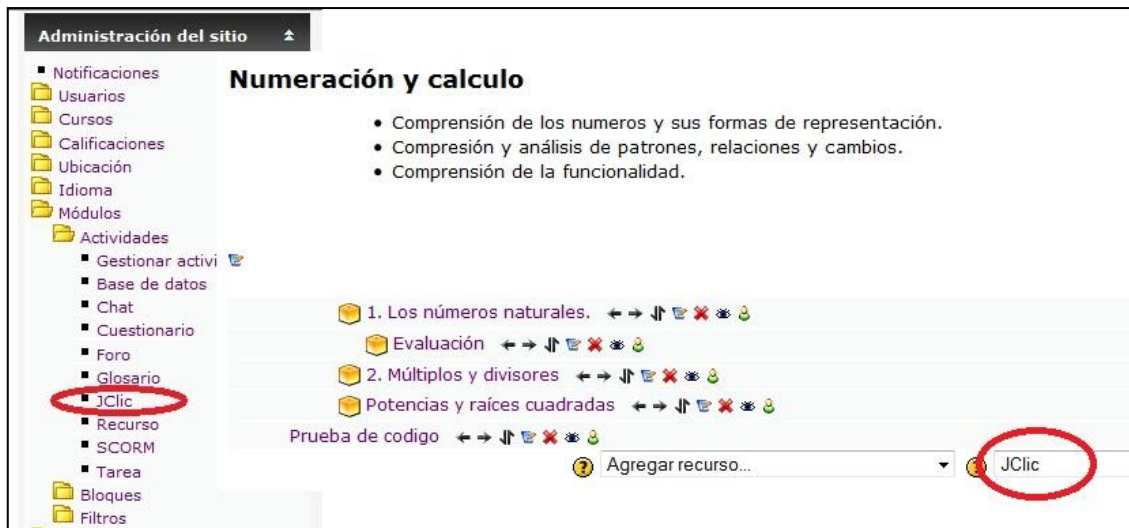 Administración del sitio
Notificaciones
Usuarios
Cursos
Calificaciones
Ubicación
Idioma
Módulos
Actividades
Gestionar activi
Base de datos
Chat
Cuestionario
Foro
Glosario
JClic
Recurso
SCORM
Tarea
Bloques
Filtros
Numeración y calculo
• Comprensión de los numeros y sus formas de representación.
• Compresión y análisis de patrones, relaciones y cambios.
• Comprensión de la funcionalidad.
1. Los números naturales.
Evaluación
2. Múltiplos y divisores
Potencias y raíces cuadradas
Prueba de codigo
Agregar recurso...
JClic